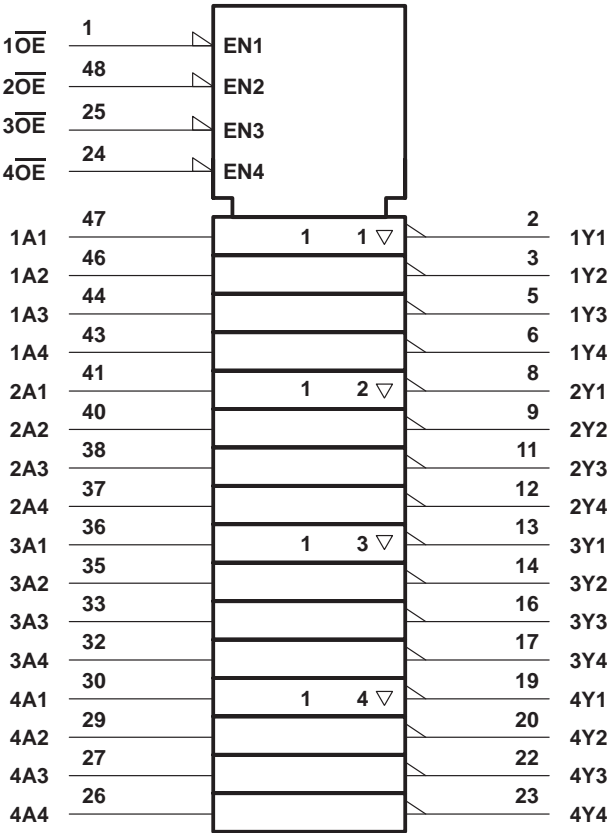 1O̅E̅ 1 EN1
2O̅E̅ 48 EN2
3O̅E̅ 25 EN3
4O̅E̅ 24 EN4
1A1 47 1 1 ▽ 2 1Y1
1A2 46 3 1Y2
1A3 44 5 1Y3
1A4 43 6 1Y4
2A1 41 1 2 ▽ 8 2Y1
2A2 40 9 2Y2
2A3 38 11 2Y3
2A4 37 12 2Y4
3A1 36 1 3 ▽ 13 3Y1
3A2 35 14 3Y2
3A3 33 16 3Y3
3A4 32 17 3Y4
4A1 30 1 4 ▽ 19 4Y1
4A2 29 20 4Y2
4A3 27 22 4Y3
4A4 26 23 4Y4